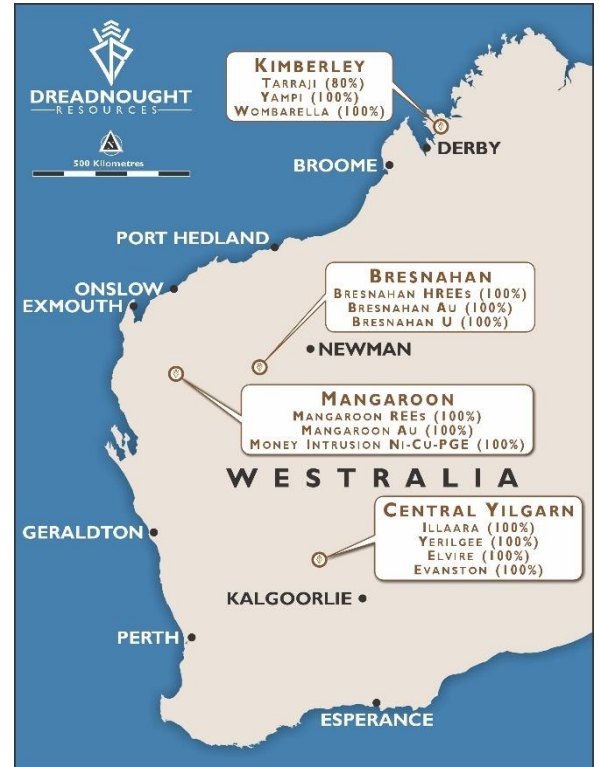 DREADNOUGHT
RESOURCES
500 Kilometres
KIMBERLEY
TARRAJI (80%)
YAMPI (100%)
WOMBARELLA (100%)
DERBY
BROOME
PORT HEDLAND
ONSLOW
EXMOUTH
BRESNAHAN
BRESNAHAN HREEs (100%)
BRESNAHAN AU (100%)
BRESNAHAN U (100%)
NEWMAN
MANGAROON
MANGAROON REEs (100%)
MANGAROON AU (100%)
MONEY INTRUSION NI-CU-PGE (100%)
WESTRALIA
CENTRAL YILGARN
ILLAARA (100%)
YERILGEE (100%)
ELVIRE (100%)
EVANSTON (100%)
GERALDTON
KALGOORLIE
PERTH
ESPERANCE